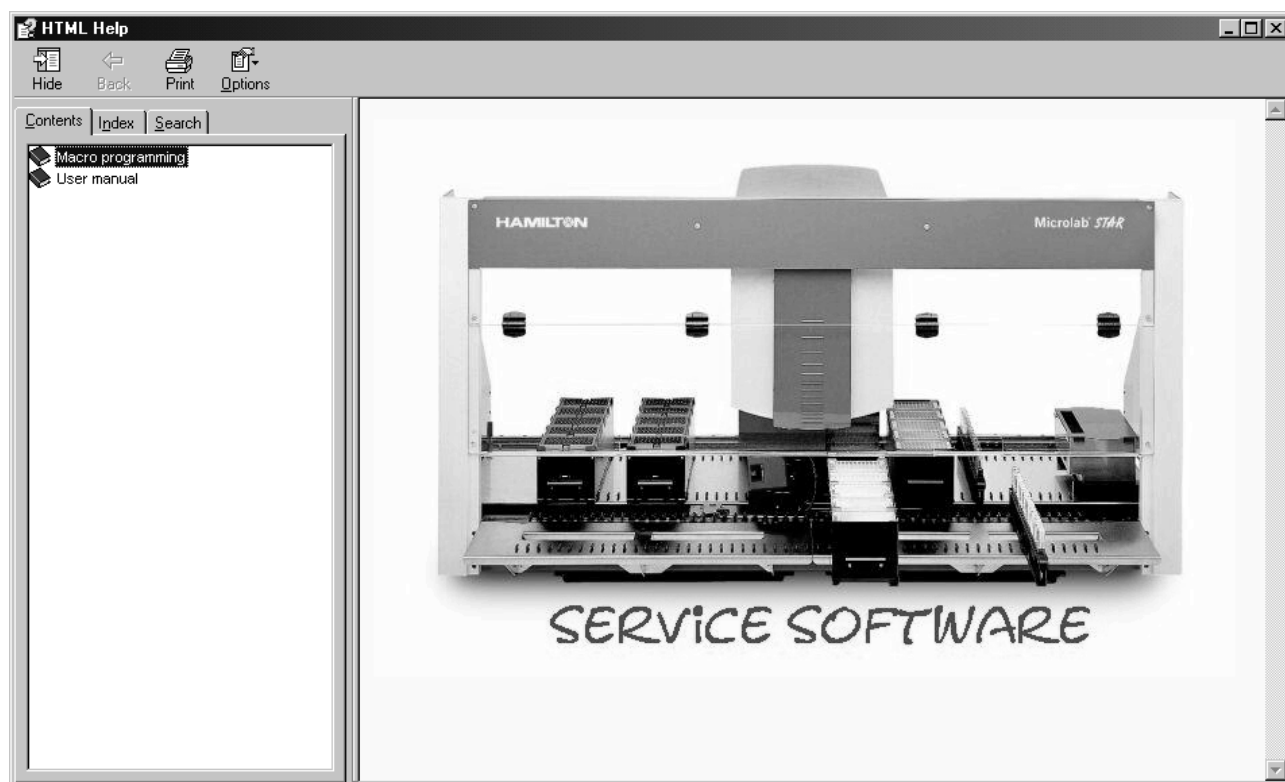 HTML Help
Hide Back Print Options
Contents Index Search
Macro programming
User manual
HAMILTON Microlab® STAR
SERVICE SOFTWARE